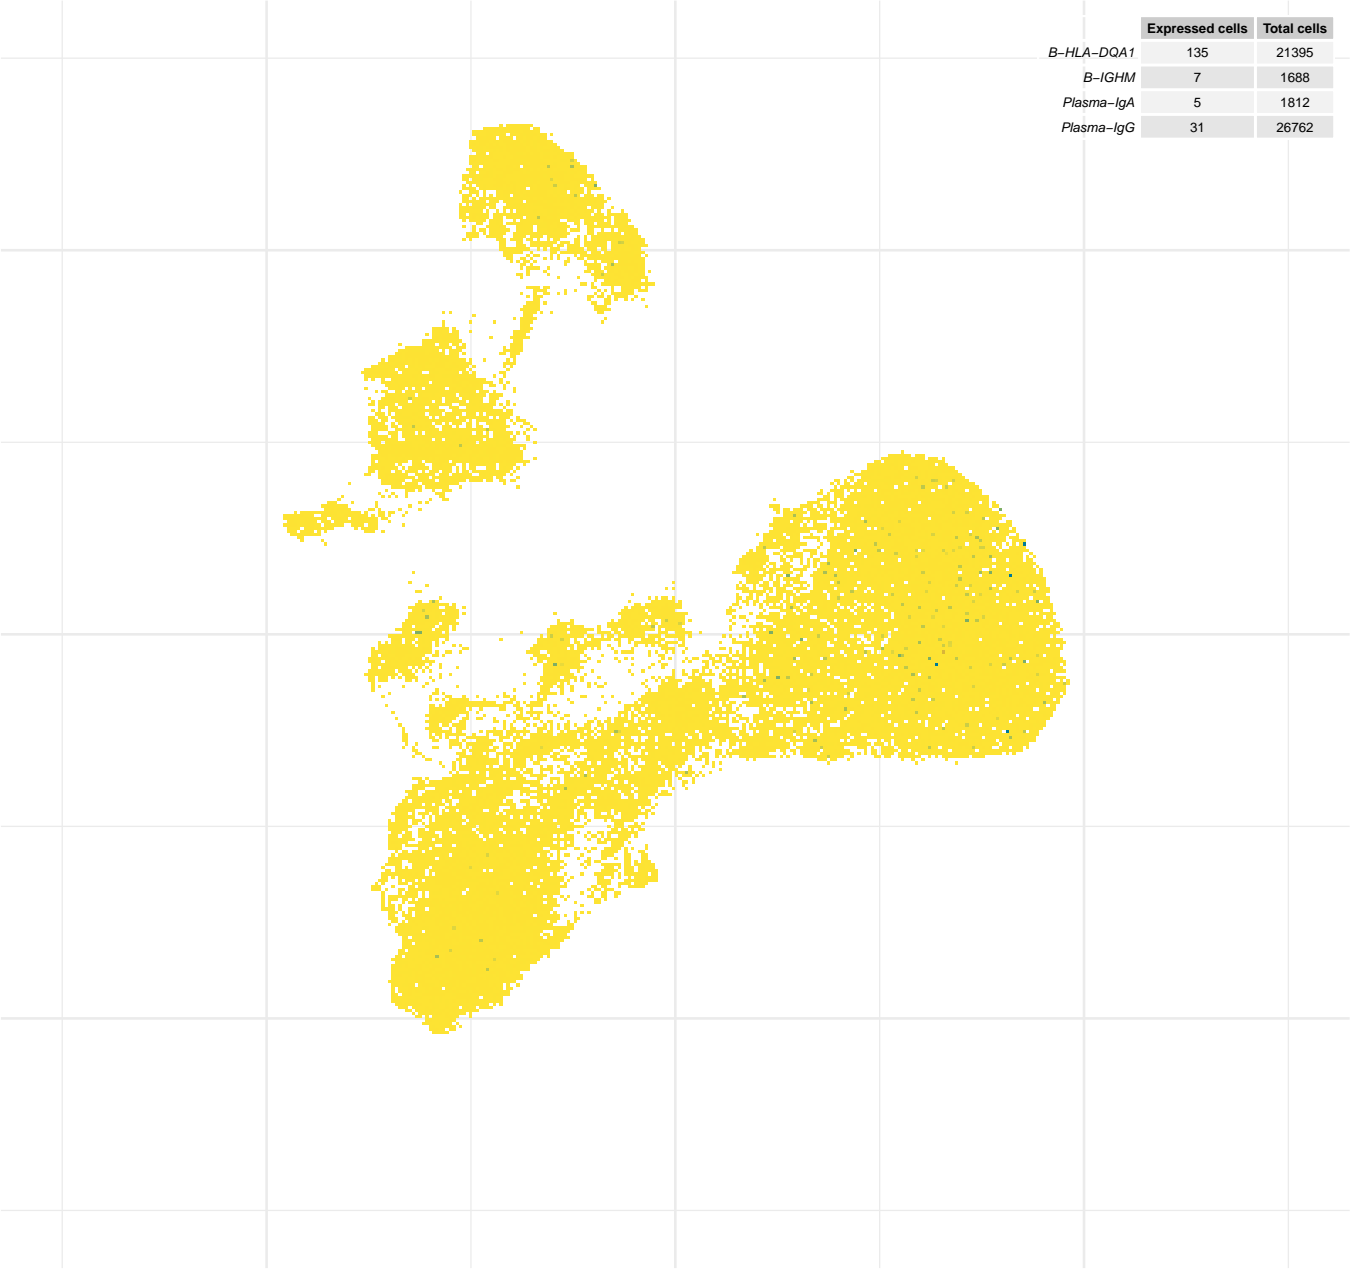 Expressed cells Total cells
B−HLA−DQA1 135 21395
B−IGHM 7 1688
Plasma−IgA 5 1812
Plasma−IgG 31 26762